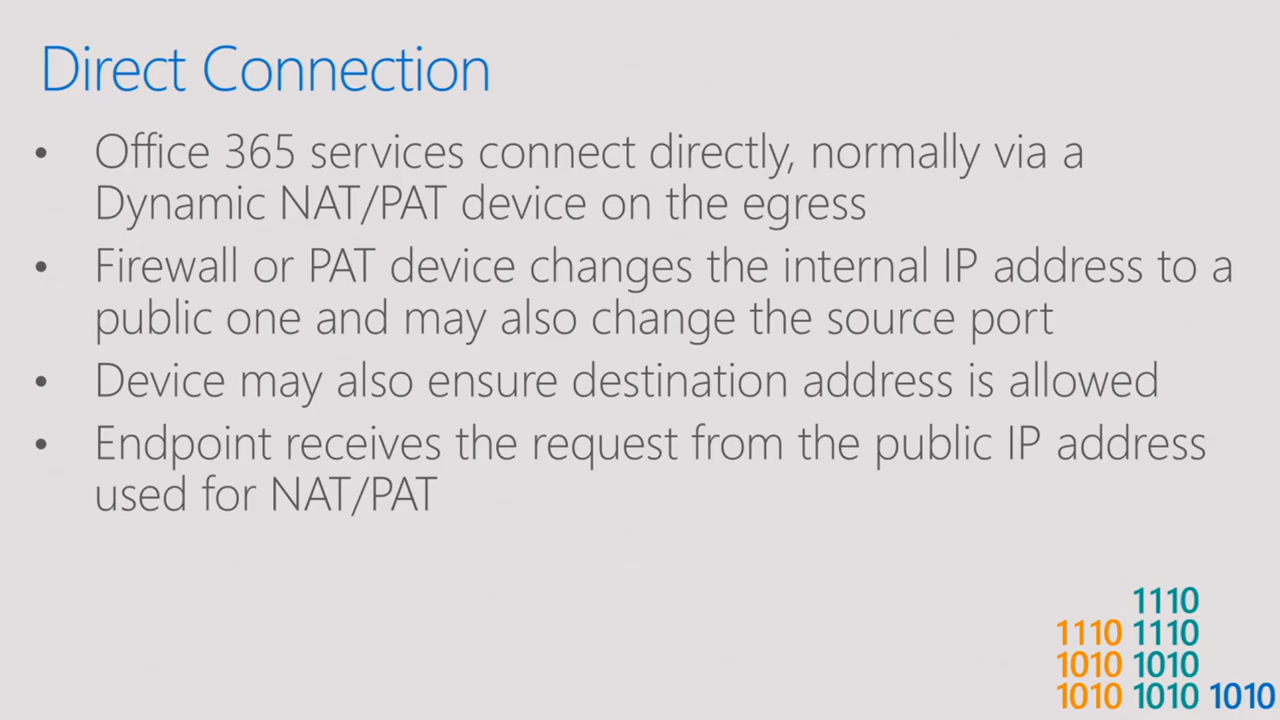 Direct Connection
• Office 365 services connect directly, normally via a
Dynamic NAT/PAT device on the egress
• Firewall or PAT device changes the internal IP address to a
public one and may also change the source port
• Device may also ensure destination address is allowed
• Endpoint receives the request from the public IP address
used for NAT/PAT
1110
1110 1110
1010 1010
1010 1010 1010